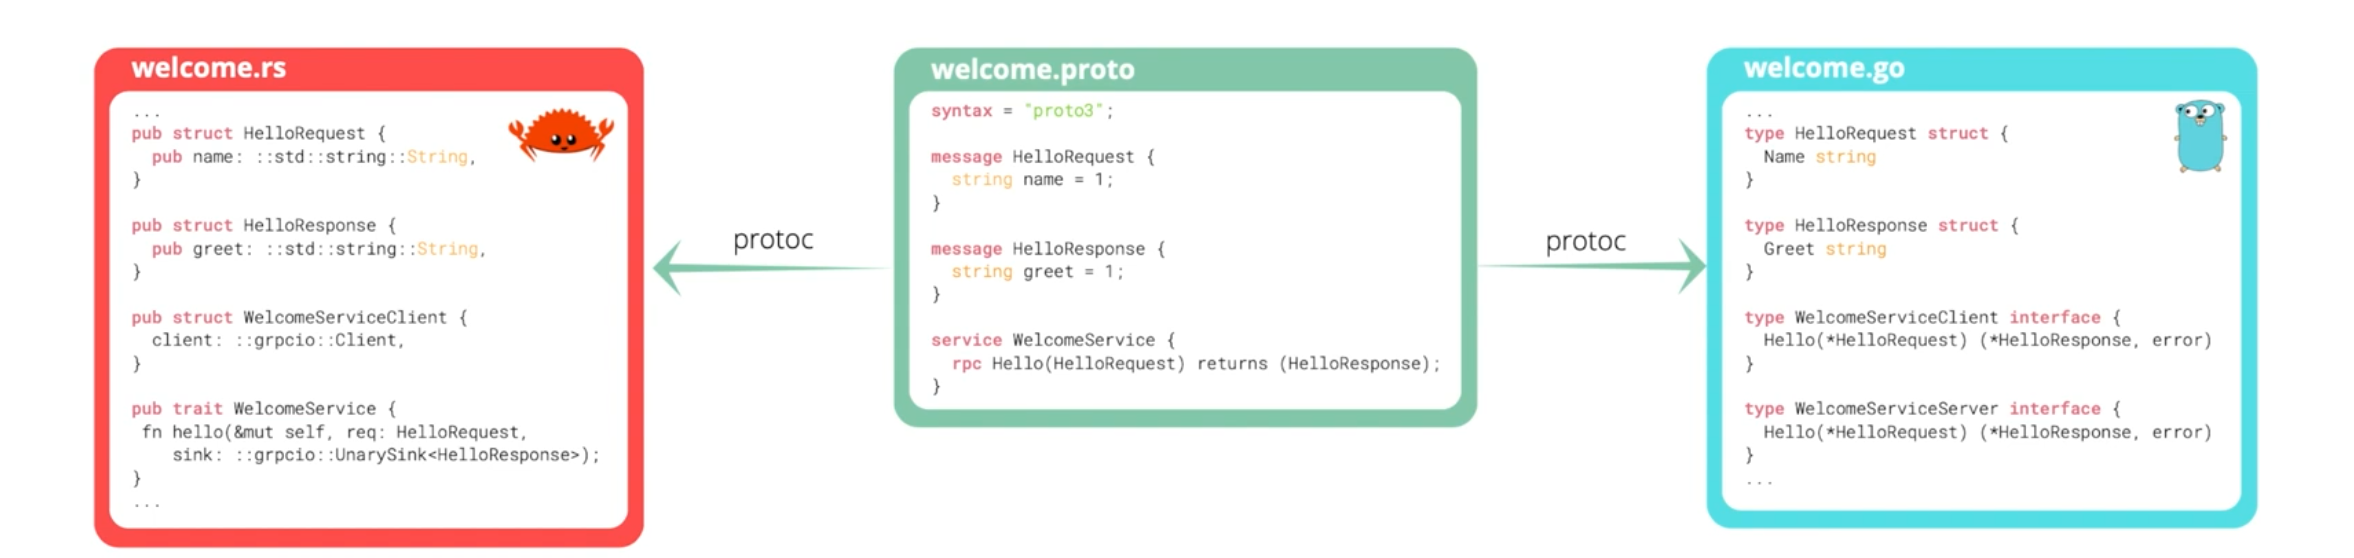 welcome.rs
...
pub struct HelloRequest {
pub name: ::std::string::String,
}
pub struct HelloResponse {
pub greet: ::std::string::String,
}
pub struct WelcomeServiceClient {
client: ::grpcio::Client,
}
pub trait WelcomeService {
fn hello(&mut self, req: HelloRequest,
sink: ::grpcio::UnarySink<HelloResponse>);
}
...
protoc
welcome.proto
syntax = "proto3";
message HelloRequest {
string name = 1;
}
message HelloResponse {
string greet = 1;
}
service WelcomeService {
rpc Hello(HelloRequest) returns (HelloResponse);
}
protoc
welcome.go
...
type HelloRequest struct {
Name string
}
type HelloResponse struct {
Greet string
}
type WelcomeServiceClient interface {
Hello(*HelloRequest) (*HelloResponse, error)
}
type WelcomeServiceServer interface {
Hello(*HelloRequest) (*HelloResponse, error)
}
...